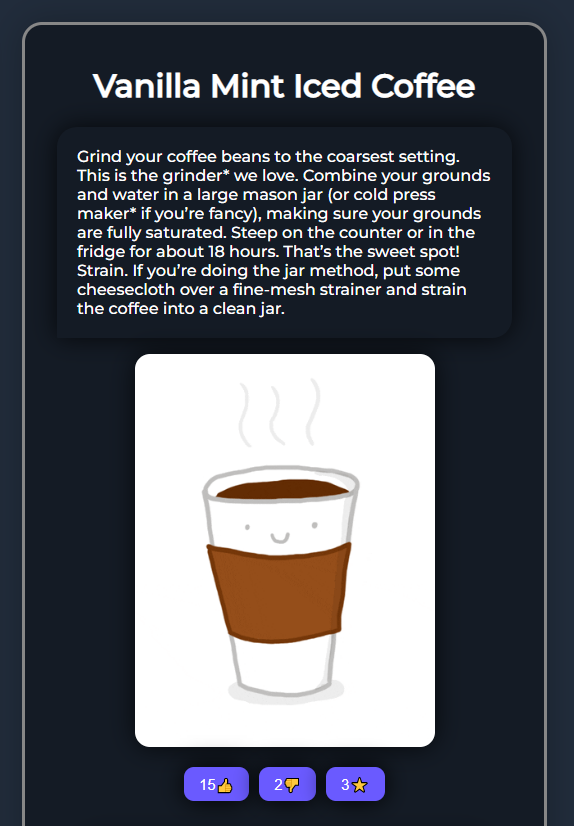 Vanilla Mint Iced Coffee
Grind your coffee beans to the coarsest setting.
This is the grinder* we love. Combine your grounds
and water in a large mason jar (or cold press
maker* if you’re fancy), making sure your grounds
are fully saturated. Steep on the counter or in the
fridge for about 18 hours. That’s the sweet spot!
Strain. If you’re doing the jar method, put some
cheesecloth over a fine-mesh strainer and strain
the coffee into a clean jar.
15👍 2👎 3⭐